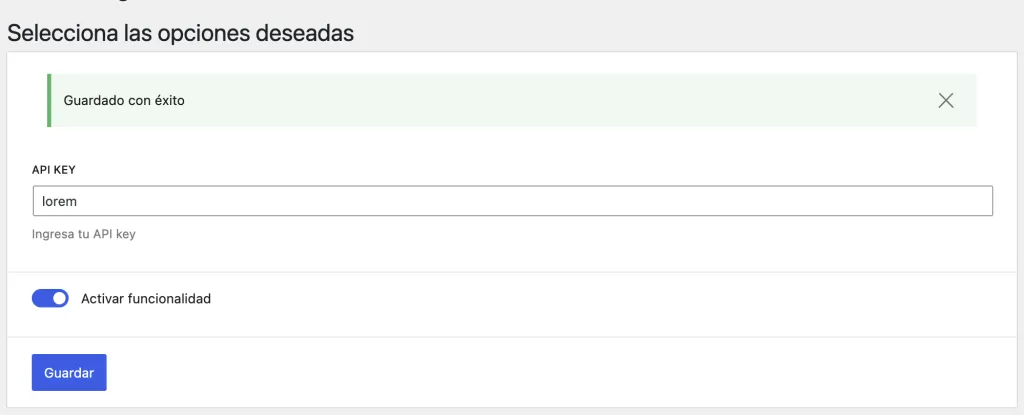 Selecciona las opciones deseadas
Guardado con éxito
API KEY
lorem
Ingresa tu API key
Activar funcionalidad
Guardar